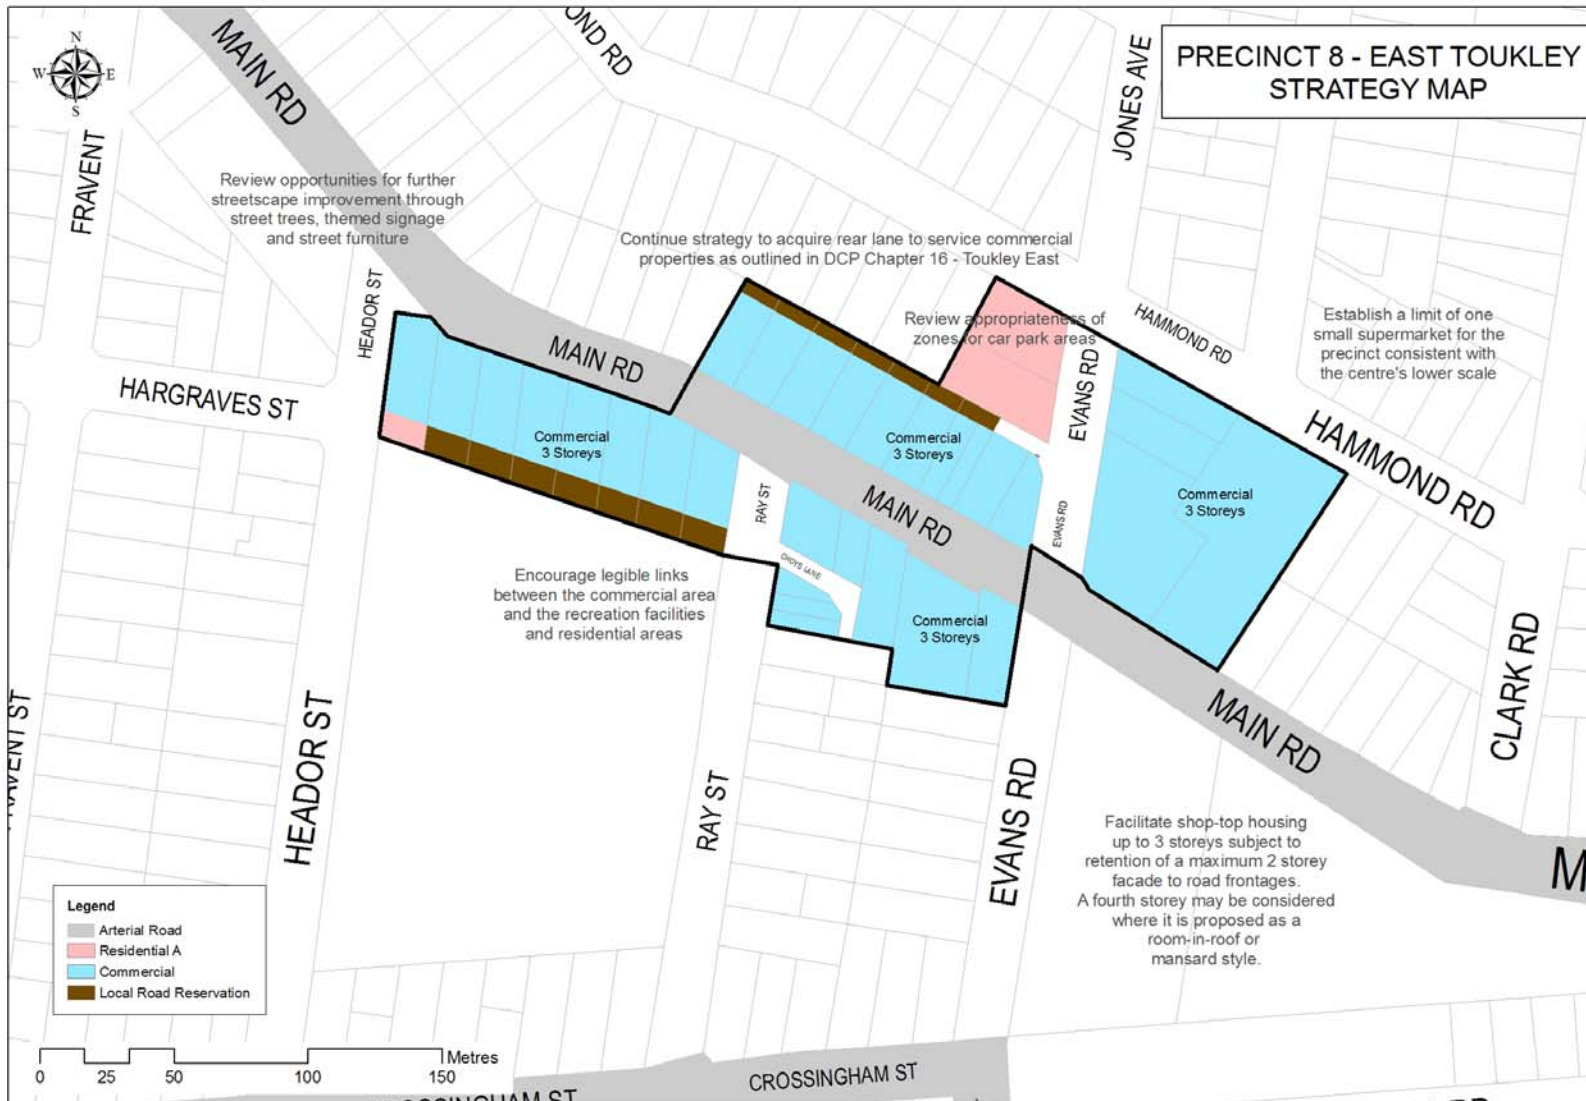 PRECINCT 8 - EAST TOUKLEY
STRATEGY MAP
N
W
E
S
MAIN RD
OND RD
JONES AVE
FRAVENT
Review opportunities for further
streetscape improvement through
street trees, themed signage
and street furniture
Continue strategy to acquire rear lane to service commercial
properties as outlined in DCP Chapter 16 - Toukley East
Review appropriateness of
zones for car park areas
HAMMOND RD
Establish a limit of one
small supermarket for the
precinct consistent with
the centre's lower scale
HEADOR ST
MAIN RD
EVANS RD
HARGRAVES ST
HAMMOND RD
Commercial
3 Storeys
Commercial
3 Storeys
Commercial
3 Storeys
RAY ST
MAIN RD
EVANS RD
CHOYS LANE
Encourage legible links
between the commercial area
and the recreation facilities
and residential areas
Commercial
3 Storeys
CLARK RD
MAIN RD
HEADOR ST
RAVENT ST
RAY ST
EVANS RD
Facilitate shop-top housing
up to 3 storeys subject to
retention of a maximum 2 storey
facade to road frontages.
A fourth storey may be considered
where it is proposed as a
room-in-roof or
mansard style.
M
Legend
Arterial Road
Residential A
Commercial
Local Road Reservation
Metres
0 25 50 100 150
CROSSINGHAM ST
OSSINGHAM ST